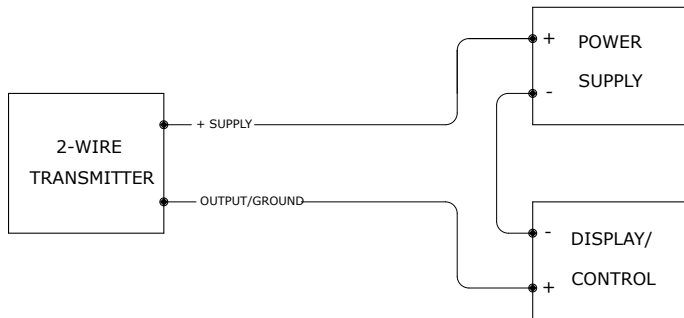 + POWER
SUPPLY
-
+ SUPPLY
2-WIRE
TRANSMITTER
OUTPUT/GROUND
- DISPLAY/
CONTROL
+